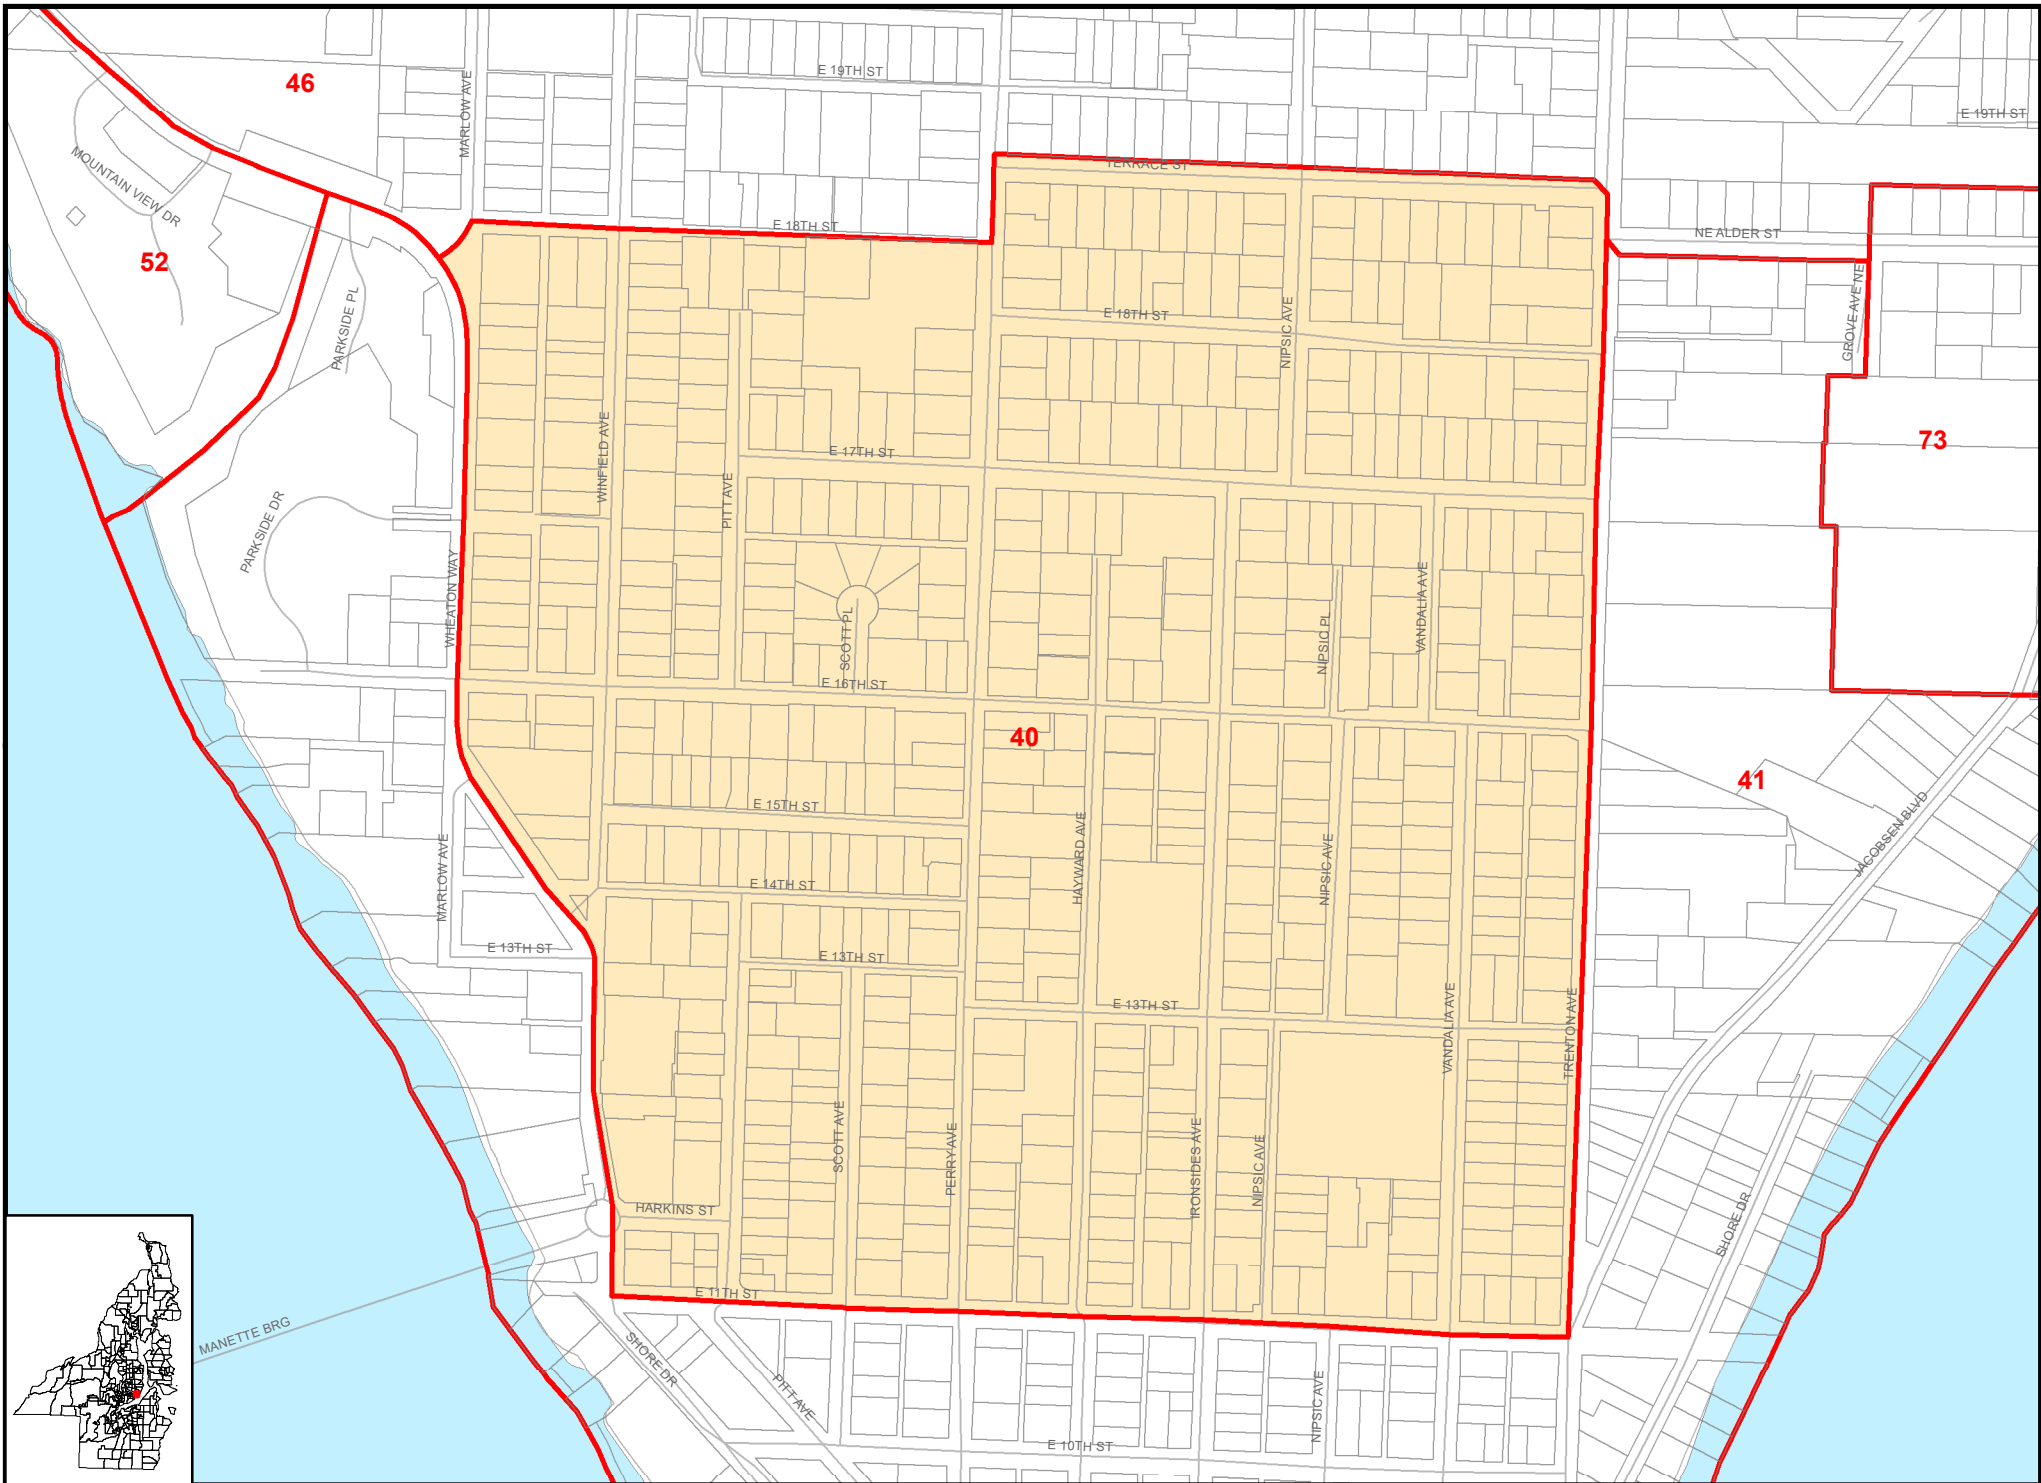 E 19TH ST
46
MARLOW AVE
E 19TH ST
MOUNTAIN VIEW DR
TERRACE ST
E 18TH ST
NE ALDER ST
52
PARKSIDE PL
GROVE AVE NE
E 18TH ST
NIPSIC AVE
73
WINFIELD AVE
E 17TH ST
PITT AVE
PARKSIDE DR
WHEATON WAY
SCOTT PL
NIPSIC PL
VANDALIA AVE
E 16TH ST
40
41
E 15TH ST
JACOBSEN BLVD
MARLOW AVE
HAYWARD AVE
NIPSIC AVE
E 14TH ST
E 13TH ST
E 13TH ST
E 13TH ST
VANDALIA AVE
TRENTON AVE
SCOTT AVE
PERRY AVE
IRONSIDES AVE
NIPSIC AVE
HARKINS ST
SHORE DR
E 11TH ST
MANETTE BRG
SHORE DR
PITT AVE
NIPSIC AVE
E 10TH ST